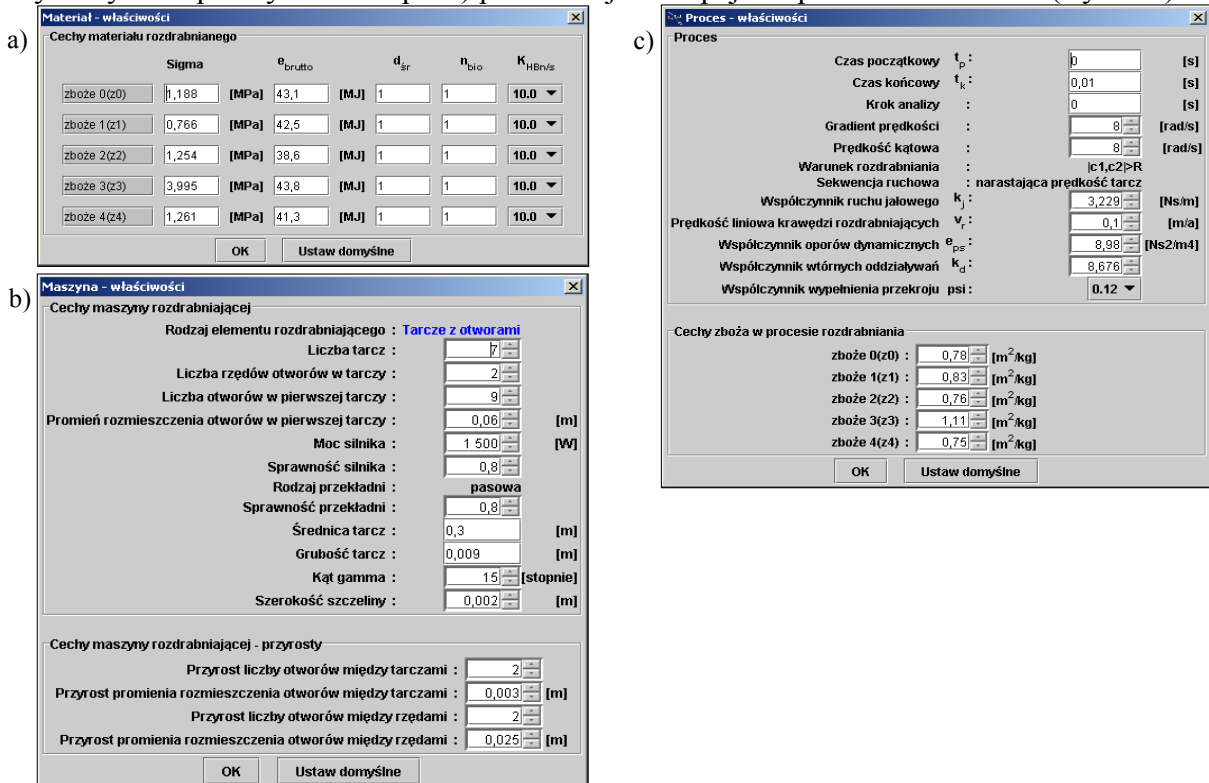 a)
Materiał - właściwości
Cechy materiału rozdrabnianego
Sigma e brutto d śr n bio K HBn/s
zboże 0(z0) 1,188 [MPa] 43,1 [MJ] 1 1 10.0
zboże 1(z1) 0,766 [MPa] 42,5 [MJ] 1 1 10.0
zboże 2(z2) 1,254 [MPa] 38,6 [MJ] 1 1 10.0
zboże 3(z3) 3,995 [MPa] 43,8 [MJ] 1 1 10.0
zboże 4(z4) 1,261 [MPa] 41,3 [MJ] 1 1 10.0
OK Ustaw domyślne
b)
Maszyna - właściwości
Cechy maszyny rozdrabniającej
Rodzaj elementu rozdrabniającego : Tarcze z otworami
Liczba tarcz : 7
Liczba rzędów otworów w tarczy : 2
Liczba otworów w pierwszej tarczy : 9
Promień rozmieszczenia otworów w pierwszej tarczy : 0,06 [m]
Moc silnika : 1 500 [W]
Sprawność silnika : 0,8
Rodzaj przekładni : pasowa
Sprawność przekładni : 0,8
Średnica tarcz : 0,3 [m]
Grubość tarcz : 0,009 [m]
Kąt gamma : 15 [stopnie]
Szerokość szczeliny : 0,002 [m]
Cechy maszyny rozdrabniającej - przyrosty
Przyrost liczby otworów między tarczami : 2
Przyrost promienia rozmieszczenia otworów między tarczami : 0,003 [m]
Przyrost liczby otworów między rzędami : 2
Przyrost promienia rozmieszczenia otworów między rzędami : 0,025 [m]
OK Ustaw domyślne
c)
Proces - właściwości
Proces
Czas początkowy t p : 0 [s]
Czas końcowy t k : 0,01 [s]
Krok analizy : 0 [s]
Gradient prędkości : 8 [rad/s]
Prędkość kątowa : 8 [rad/s]
Warunek rozdrabniania : |c1,c2|>R
Sekwencja ruchowa : narastająca prędkość tarcz
Współczynnik ruchu jałowego k j : 3,229 [Ns/m]
Prędkość liniowa krawędzi rozdrabniających v r : 0,1 [m/a]
Współczynnik oporów dynamicznych e ps : 8,98 [Ns2/m4]
Współczynnik wtórnych oddziaływań k d : 8,676
Współczynnik wypełnienia przekroju psi : 0.12
Cechy zboża w procesie rozdrabniania
zboże 0(z0) : 0,78 [m²/kg]
zboże 1(z1) : 0,83 [m²/kg]
zboże 2(z2) : 0,76 [m²/kg]
zboże 3(z3) : 1,11 [m²/kg]
zboże 4(z4) : 0,75 [m²/kg]
OK Ustaw domyślne